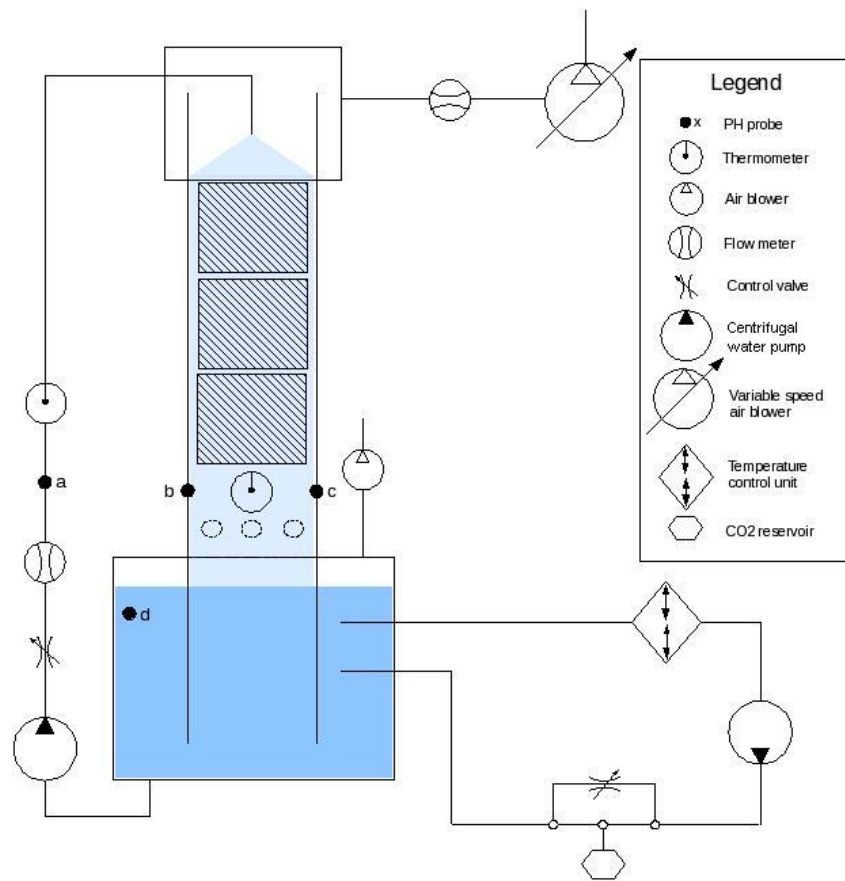 Legend
x
PH probe
Thermometer
Air blower
Flow meter
Control valve
Centrifugal
water pump
Variable speed
air blower
Temperature
control unit
CO2 reservoir
a
b
c
d